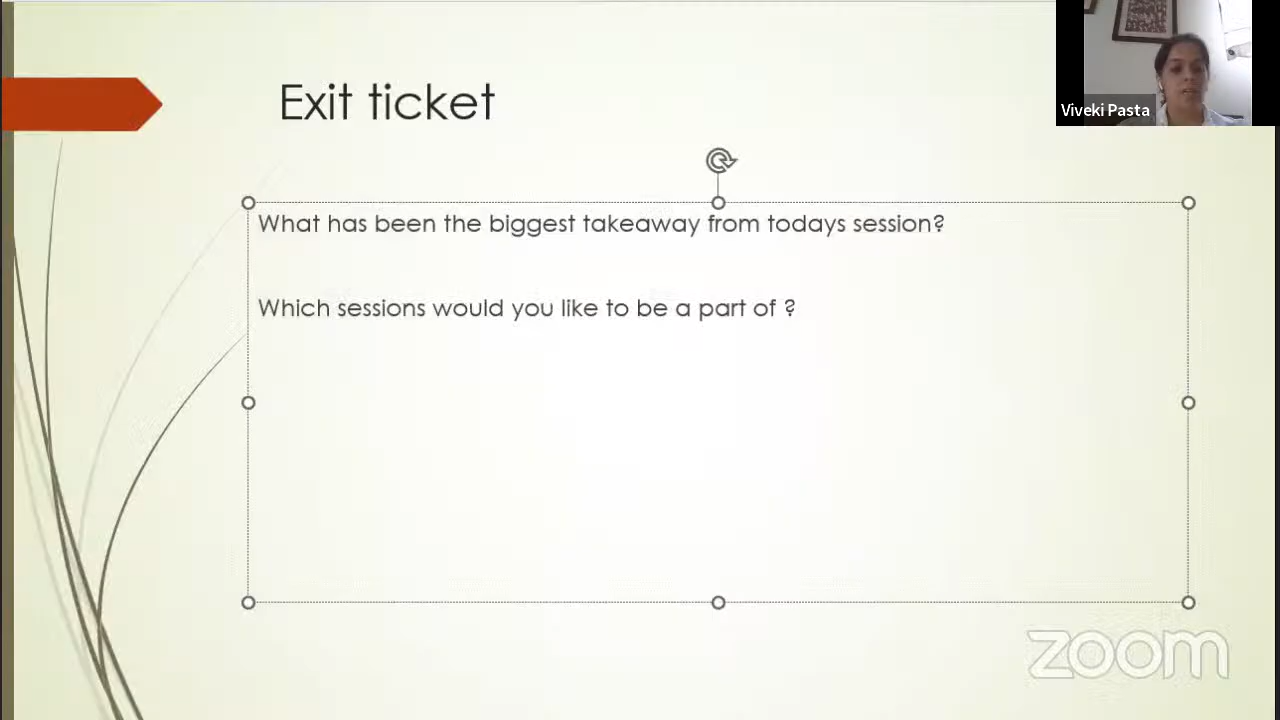 Exit ticket
Viveki Pasta
What has been the biggest takeaway from todays session?
Which sessions would you like to be a part of ?
zoom